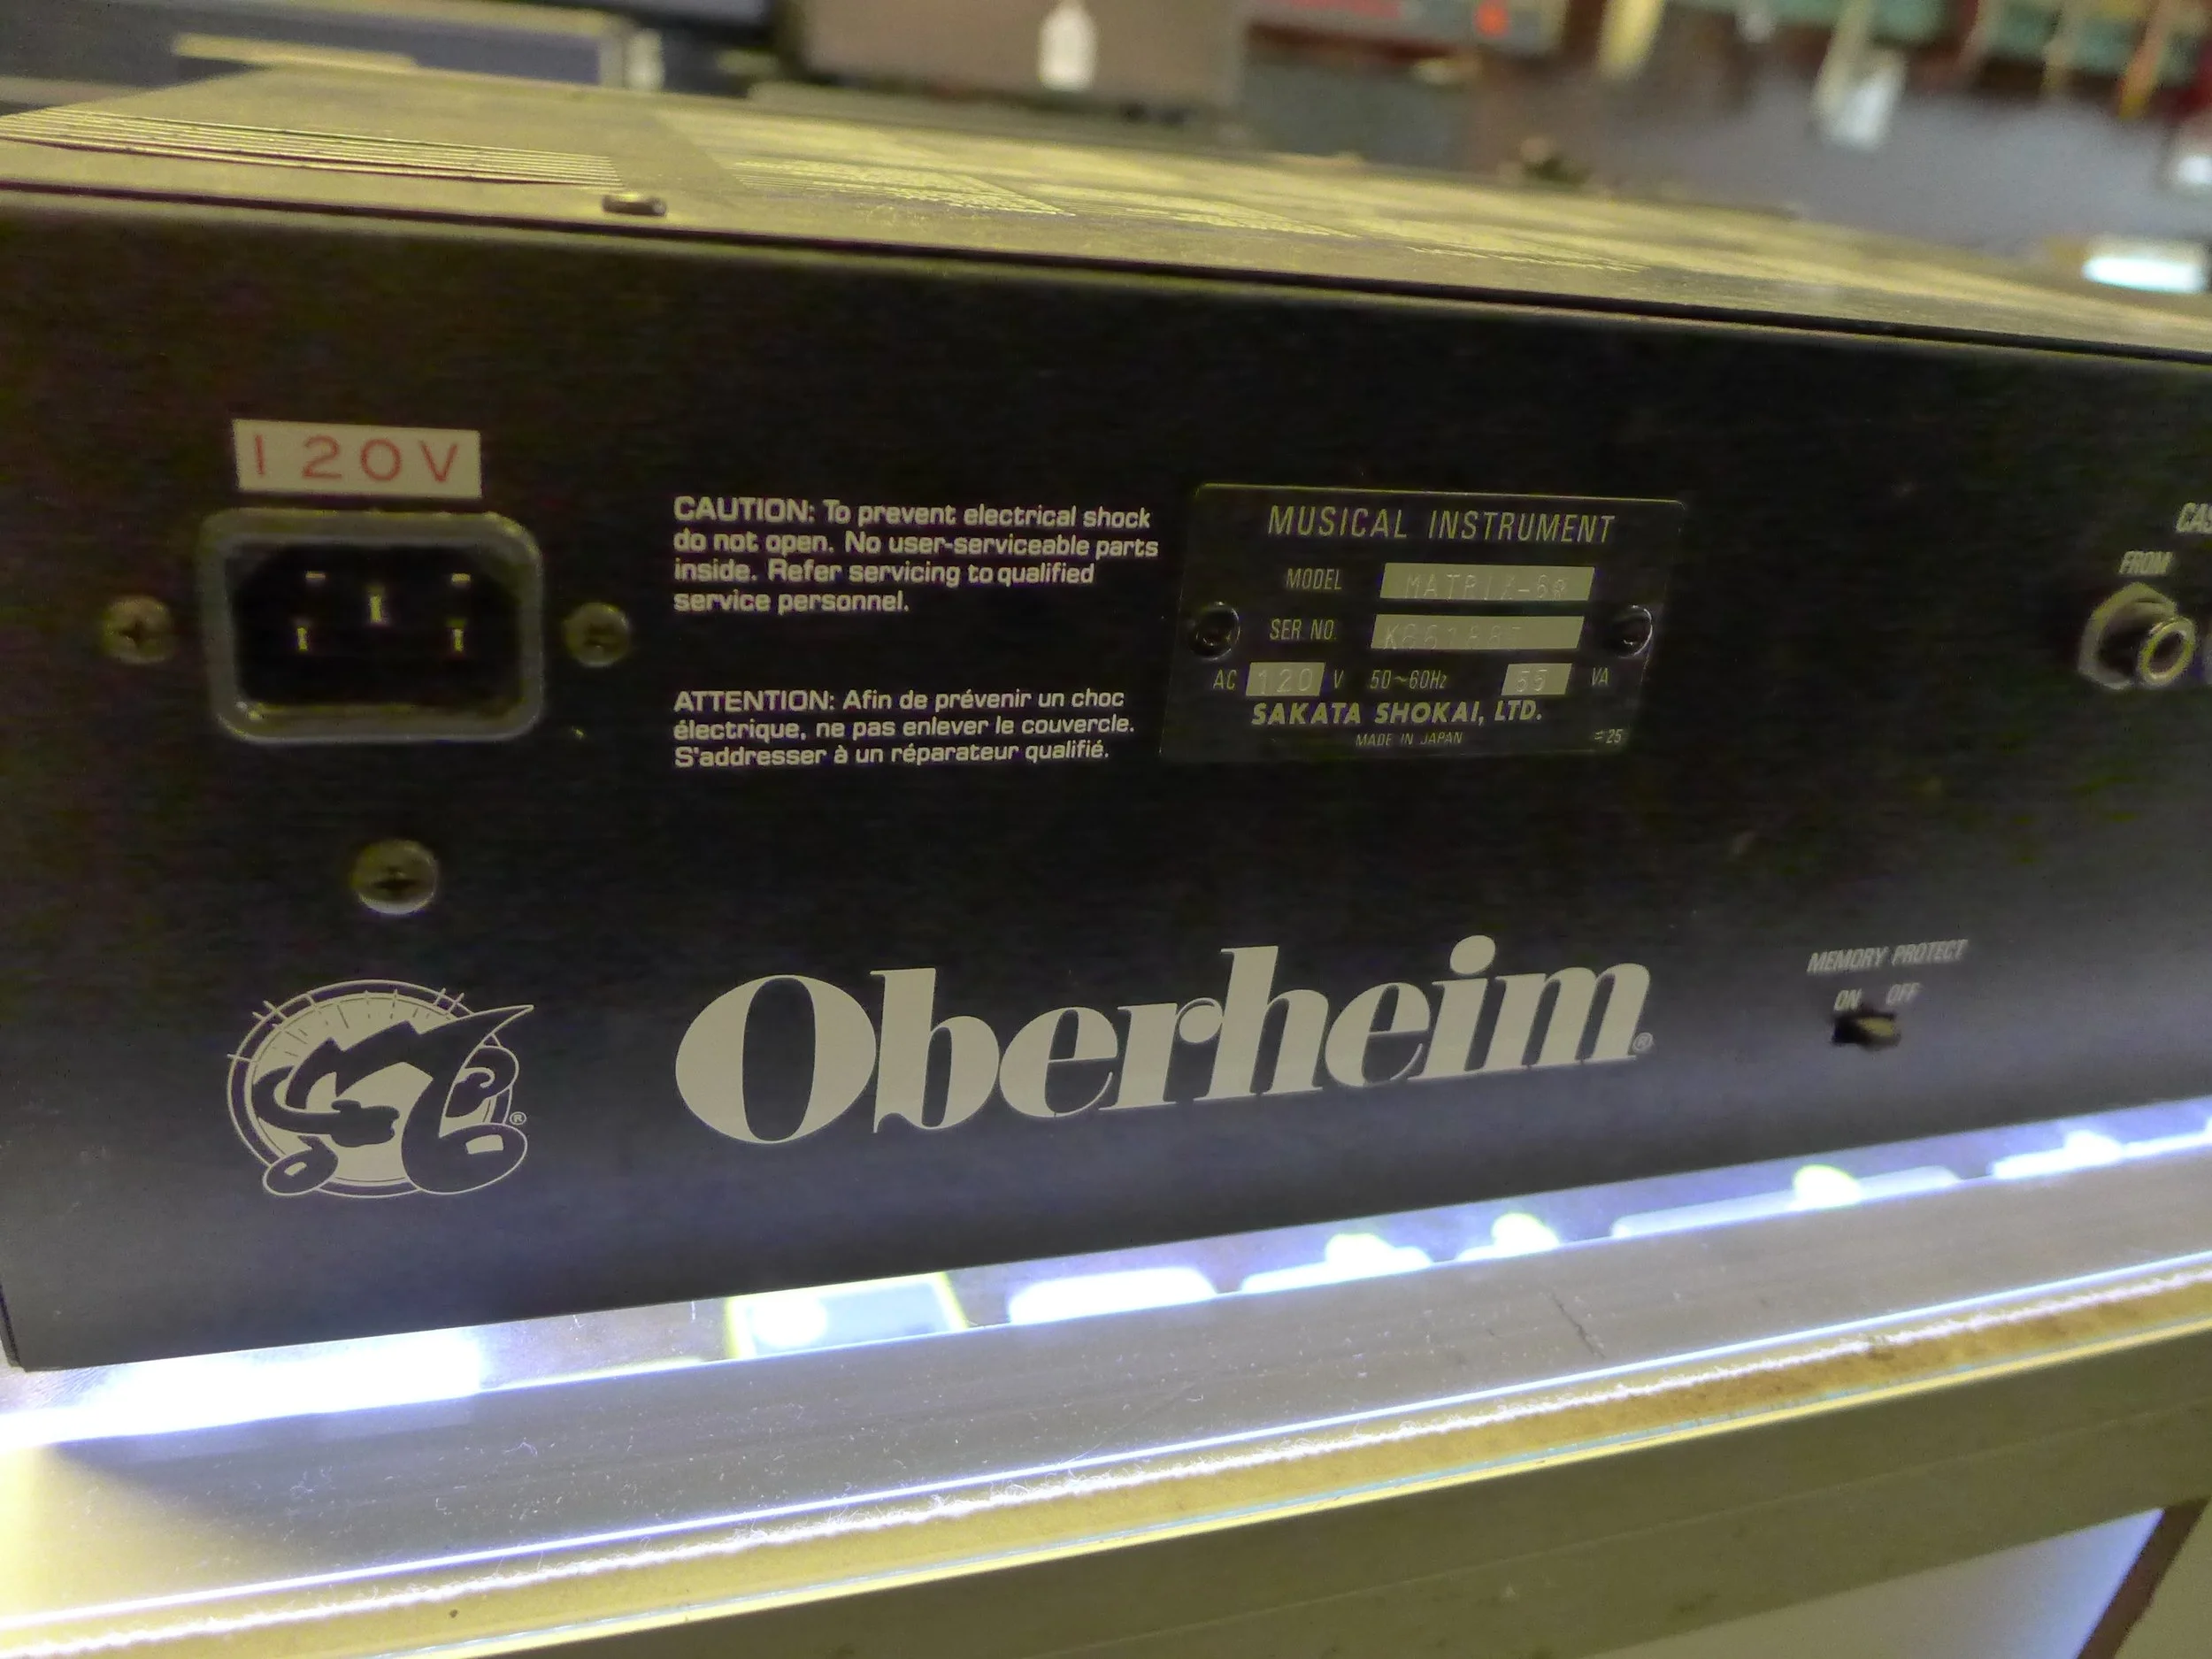 120V
CAUTION: To prevent electrical shock
do not open. No user-serviceable parts
inside. Refer servicing to qualified
service personnel.
ATTENTION: Afin de prévenir un choc
électrique, ne pas enlever le couvercle.
S'addresser à un réparateur qualifié.
MUSICAL INSTRUMENT
MODEL
SER NO.
AC 120 V 50~60Hz 55 VA
SAKATA SHOKAI, LTD.
MADE IN JAPAN
FROM
MEMORY PROTECT
ON OFF
Oberheim®
®